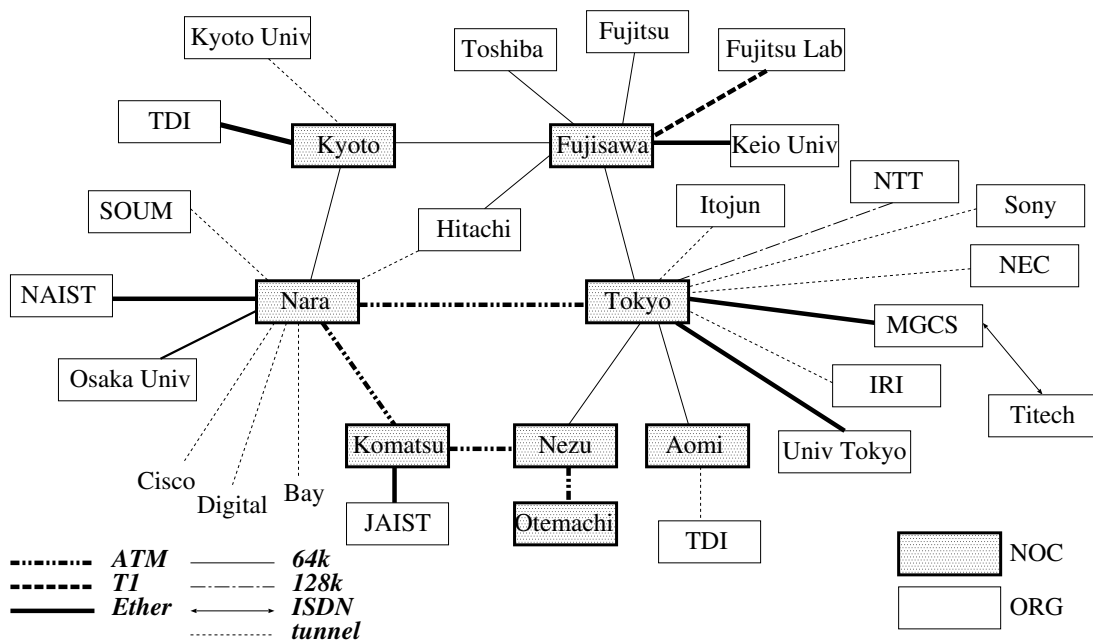 Kyoto Univ
Toshiba
Fujitsu
Fujitsu Lab
TDI
Kyoto
Fujisawa
Keio Univ
SOUM
Hitachi
Itojun
NTT
Sony
NEC
NAIST
Nara
Tokyo
MGCS
Osaka Univ
IRI
Titech
Komatsu
Nezu
Aomi
Univ Tokyo
Cisco
Digital
Bay
JAIST
Otemachi
TDI
ATM
T1
Ether
64k
128k
ISDN
tunnel
NOC
ORG